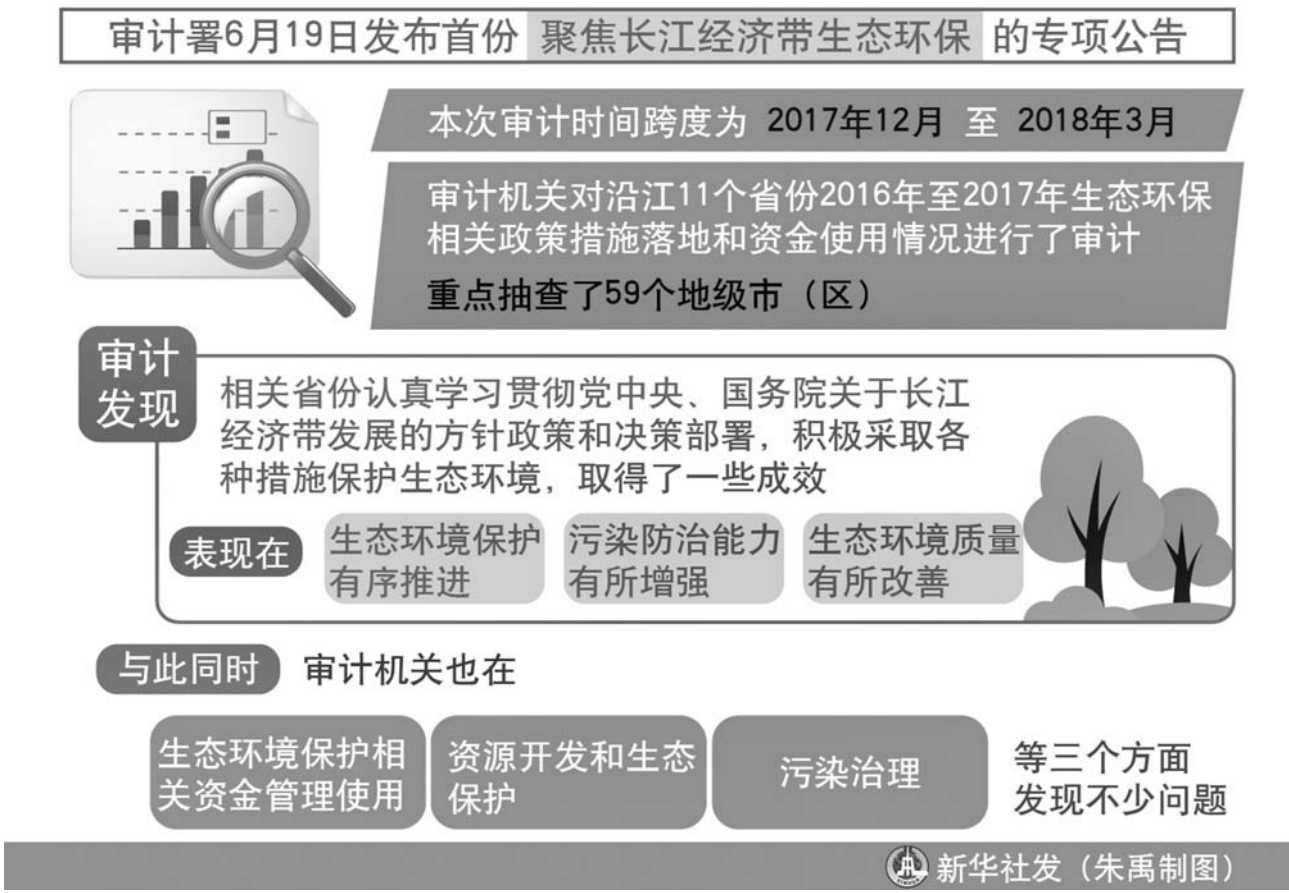 审计署6月19日发布首份 聚焦长江经济带生态环保 的专项公告
本次审计时间跨度为 2017年12月 至 2018年3月
审计机关对沿江11个省份2016年至2017年生态环保
相关政策措施落地和资金使用情况进行了审计
重点抽查了59个地级市（区）
审计
发现
相关省份认真学习贯彻党中央、国务院关于长江
经济带发展的方针政策和决策部署，积极采取各
种措施保护生态环境，取得了一些成效
表现在
生态环境保护
有序推进
污染防治能力
有所增强
生态环境质量
有所改善
与此同时 审计机关也在
生态环境保护相
关资金管理使用
资源开发和生态
保护
污染治理
等三个方面
发现不少问题
新华社发（朱禹制图）